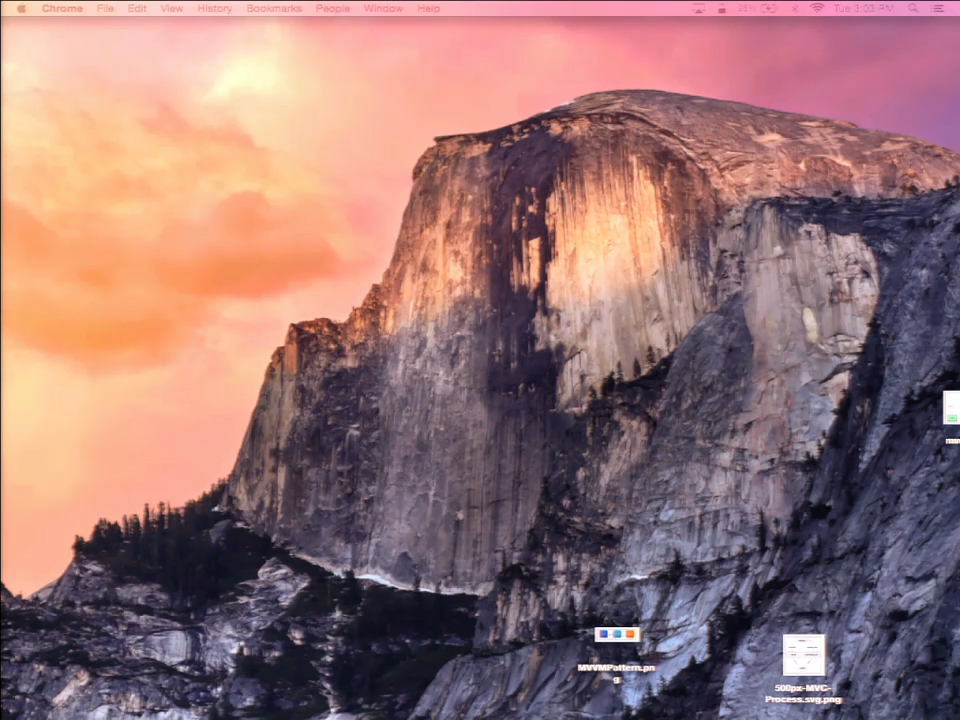 Chrome File Edit View History Bookmarks People Window Help Tue 3:03 PM
MVVMPattern.pn
g
500px-MVC-
Process.svg.png